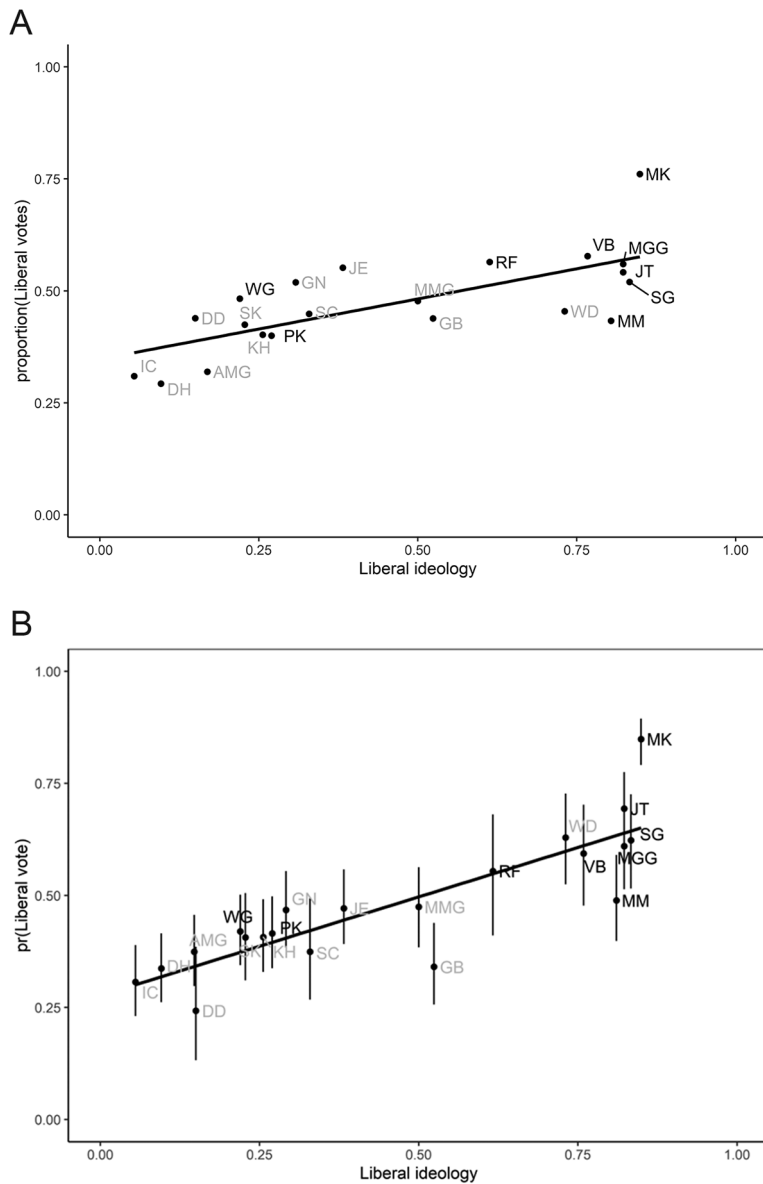 A
1.00
0.75
0.50
0.25
0.00
proportion(Liberal votes)
MK
VB
MGG
RF
JE
JT
GN
WG
MMG
SG
DD
SK
SC
WD
GB
MM
KH
PK
IC
AMG
DH
0.00 0.25 0.50 0.75 1.00
Liberal ideology
B
1.00
0.75
0.50
0.25
0.00
pr(Liberal vote)
MK
JT
WD
SG
VB
MGG
RF
GN
MM
JE
MMG
WG
PK
AMG
SK
KH
SC
DH
GB
IC
DD
0.00 0.25 0.50 0.75 1.00
Liberal ideology